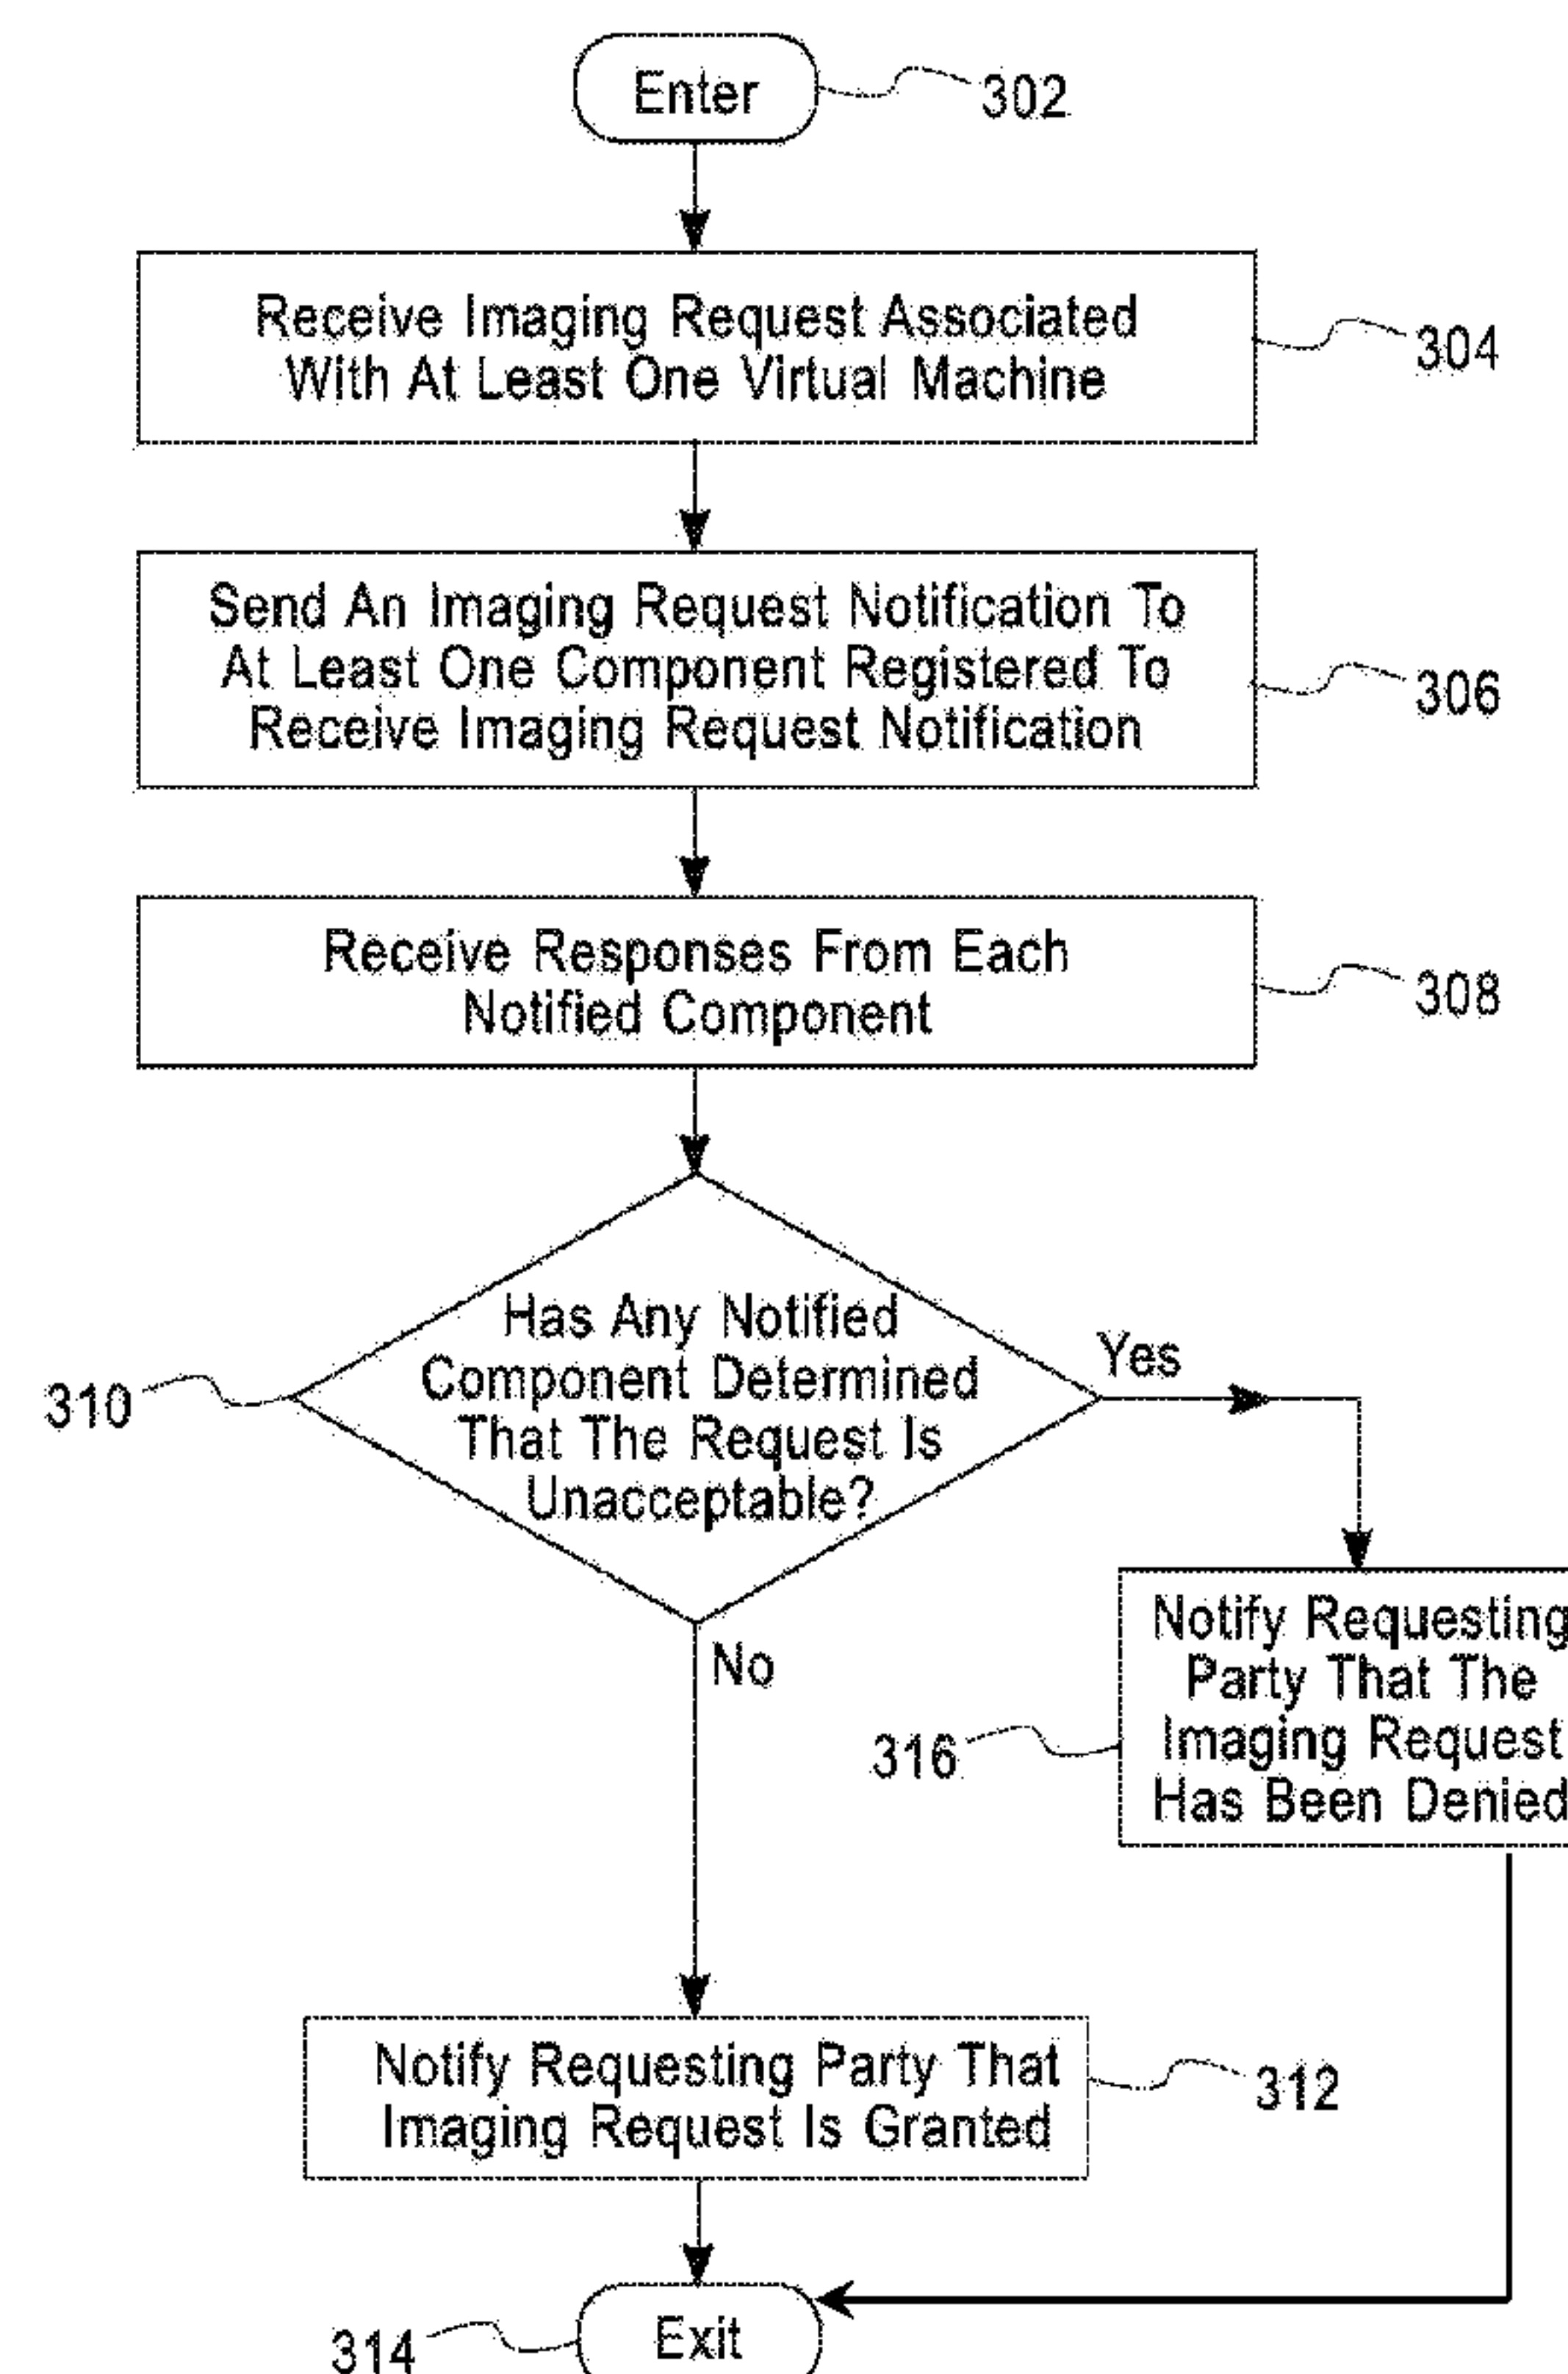 Enter
302
Receive Imaging Request Associated
With At Least One Virtual Machine
304
Send An Imaging Request Notification To
At Least One Component Registered To
Receive Imaging Request Notification
306
Receive Responses From Each
Notified Component
308
Has Any Notified
Component Determined
That The Request Is
Unacceptable?
310
Yes
No
Notify Requesting
Party That The
Imaging Request
Has Been Denied
316
Notify Requesting Party That
Imaging Request Is Granted
312
Exit
314